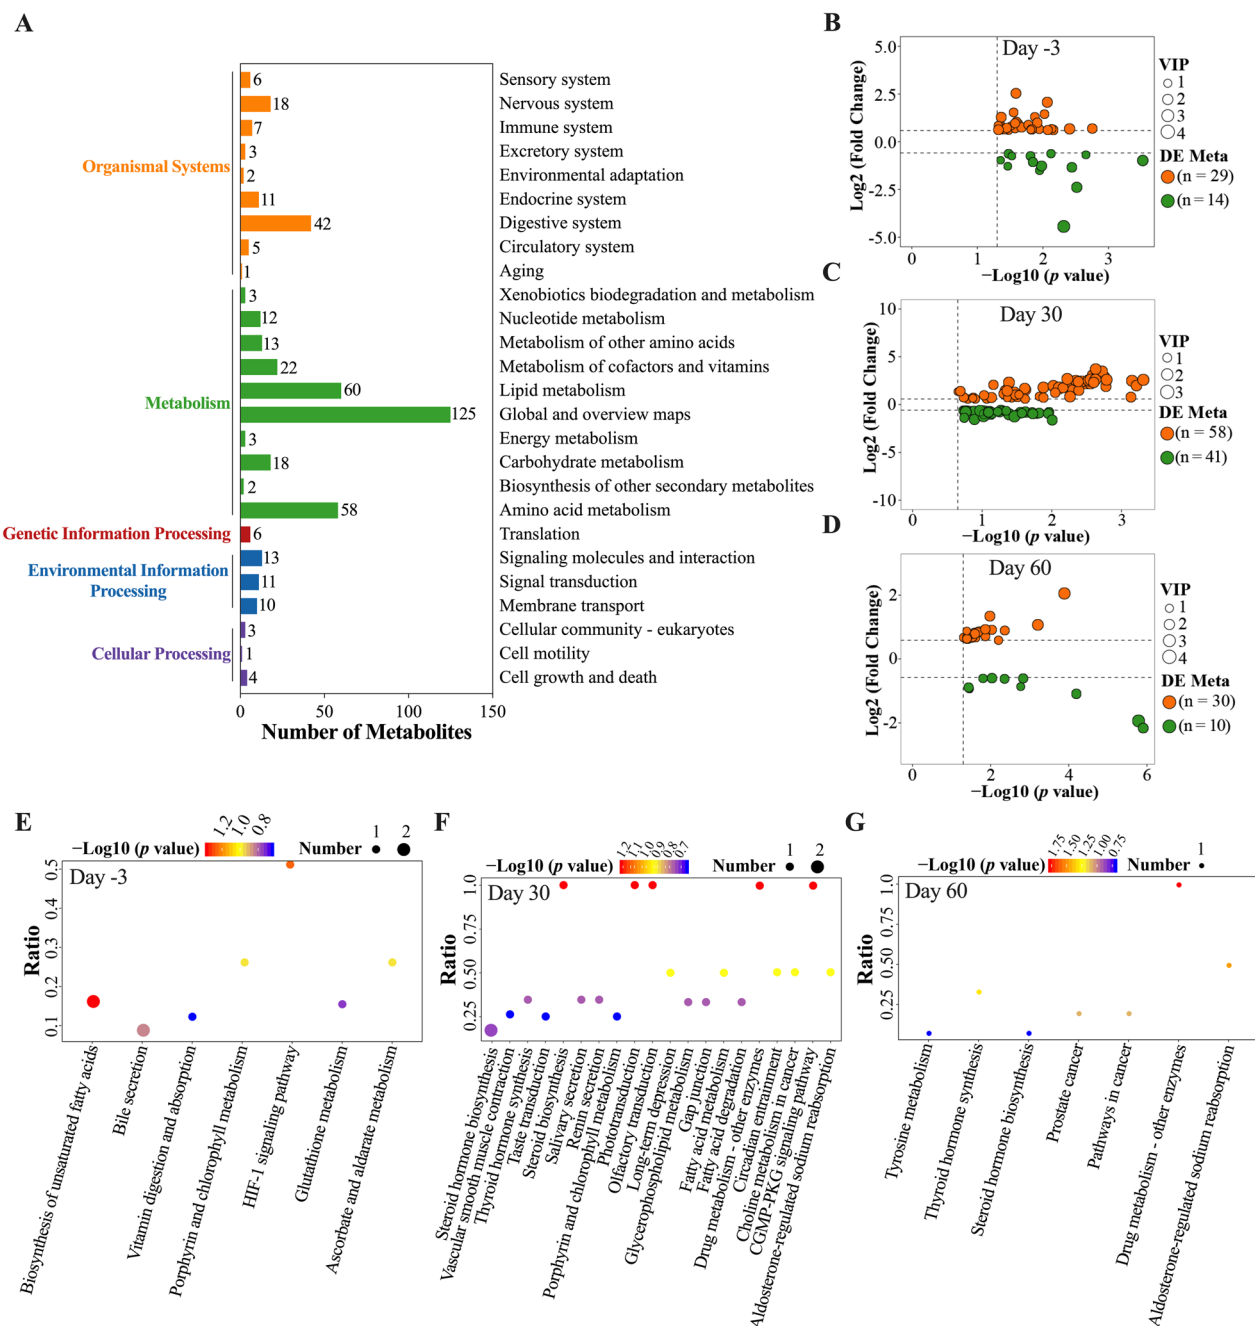 A
Organismal Systems
Metabolism
Genetic Information Processing
Environmental Information
Processing
Cellular Processing
6 Sensory system
18 Nervous system
7 Immune system
3 Excretory system
2 Environmental adaptation
11 Endocrine system
42 Digestive system
5 Circulatory system
1 Aging
3 Xenobiotics biodegradation and metabolism
12 Nucleotide metabolism
13 Metabolism of other amino acids
22 Metabolism of cofactors and vitamins
60 Lipid metabolism
125 Global and overview maps
3 Energy metabolism
18 Carbohydrate metabolism
2 Biosynthesis of other secondary metabolites
58 Amino acid metabolism
6 Translation
13 Signaling molecules and interaction
11 Signal transduction
10 Membrane transport
3 Cellular community - eukaryotes
1 Cell motility
4 Cell growth and death
0 50 100 150
Number of Metabolites
B
Day -3
Log2 (Fold Change)
5.0
2.5
0.0
-2.5
-5.0
0 1 2 3
−Log10 (p value)
VIP
1
2
3
4
DE Meta
(n = 29)
(n = 14)
C
Day 30
Log2 (Fold Change)
10
5
0
-5
-10
0 1 2 3
−Log10 (p value)
VIP
1
2
3
DE Meta
(n = 58)
(n = 41)
D
Day 60
Log2 (Fold Change)
2
0
-2
0 2 4 6
−Log10 (p value)
VIP
1
2
3
4
DE Meta
(n = 30)
(n = 10)
E
−Log10 (p value)
1.2 1.0 0.8
Number
1 2
Day -3
Ratio
0.5
0.4
0.3
0.2
0.1
Biosynthesis of unsaturated fatty acids
Bile secretion
Vitamin digestion and absorption
Porphyrin and chlorophyll metabolism
HIF-1 signaling pathway
Glutathione metabolism
Ascorbate and aldarate metabolism
F
−Log10 (p value)
1.2 1.1 1.0 0.9 0.8 0.7
Number
1 2
Day 30
Ratio
1.0
0.75
0.50
0.25
Steroid hormone biosynthesis
Vascular smooth muscle contraction
Thyroid hormone synthesis
Taste transduction
Steroid biosynthesis
Salivary secretion
Renin secretion
Porphyrin and chlorophyll metabolism
Phototransduction
Olfactory transduction
Long-term depression
Glycerophospholipid metabolism
Gap junction
Fatty acid metabolism
Fatty acid degradation
Drug metabolism - other enzymes
Circadian entrainment
Choline metabolism in cancer
CGMP-PKG signaling pathway
Aldosterone-regulated sodium reabsorption
G
−Log10 (p value)
1.75 1.50 1.25 1.00 0.75
Number
1
Day 60
Ratio
1.0
0.75
0.50
0.25
Tyrosine metabolism
Thyroid hormone synthesis
Steroid hormone biosynthesis
Prostate cancer
Pathways in cancer
Drug metabolism - other enzymes
Aldosterone-regulated sodium reabsorption